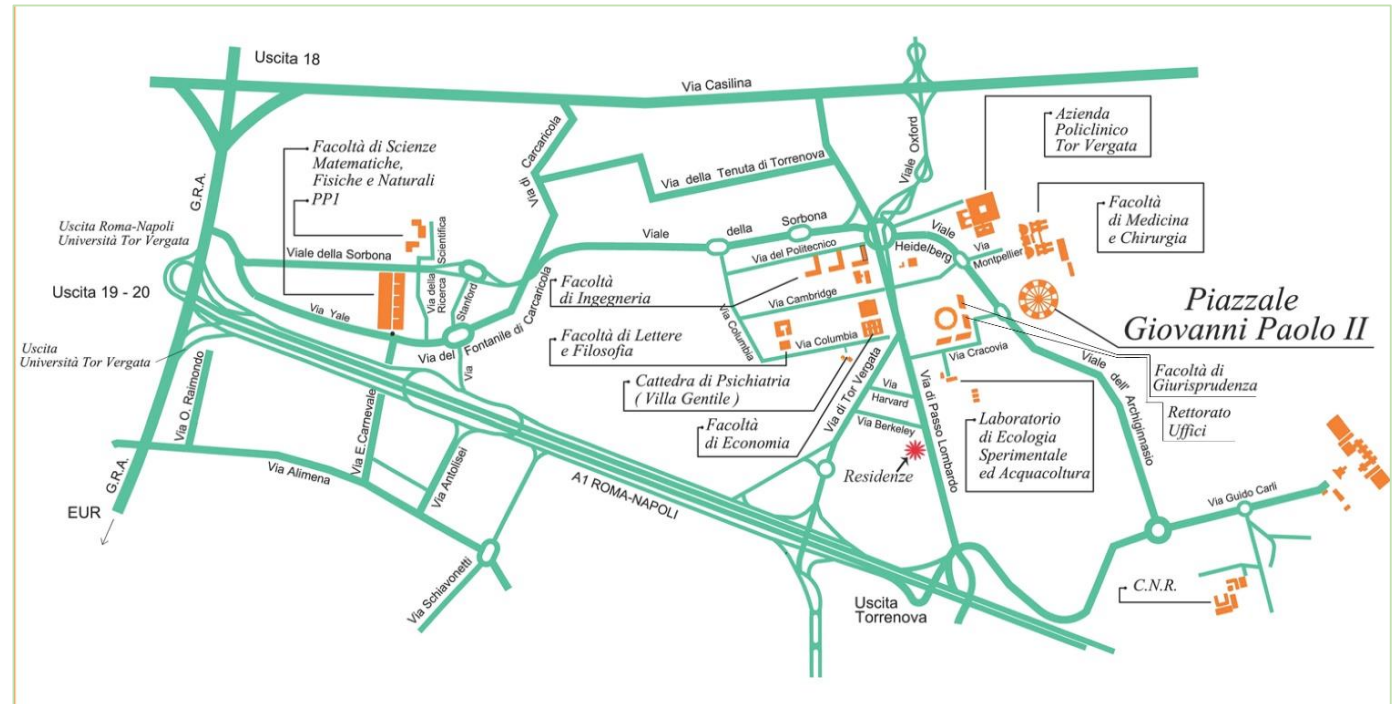 Uscita 18
Via Casilina
G.R.A.
Facoltà di Scienze
Matematiche,
Fisiche e Naturali
PP1
Via di
Carcaricola
Via della Tenuta di Torrenova
Viale Oxford
Azienda
Policlinico
Tor Vergata
Facoltà
di Medicina
e Chirurgia
Uscita Roma-Napoli
Università Tor Vergata
Viale della Sorbona
Scientifica
Via della
Ricerca
Stanford
Viale
della
Sorbona
Via del Politecnico
Viale
Heidelberg
Via
Montpellier
Uscita 19 - 20
Facoltà
di Ingegneria
Via Cambridge
Piazzale
Giovanni Paolo II
Via Yale
Via del
Fontanile di Carcaricola
Via
Via Columbia
Via Columbia
Facoltà di Lettere
e Filosofia
Via Cracovia
Uscita
Università Tor Vergata
Via O. Raimondo
Cattedra di Psichiatria
( Villa Gentile )
Via di Tor Vergata
Via
Harvard
Via di Passo Lombardo
Viale dell' Archiginnasio
Facoltà di
Giurisprudenza
Rettorato
Uffici
Via E.Carnevale
Facoltà
di Economia
Via Berkeley
Laboratorio
di Ecologia
Sperimentale
ed Acquacoltura
Via Alimena
Via Antolisei
A1 ROMA-NAPOLI
Residenze
G.R.A.
EUR
Via Guido Carli
Via Schiavonetti
Uscita
Torrenova
C.N.R.